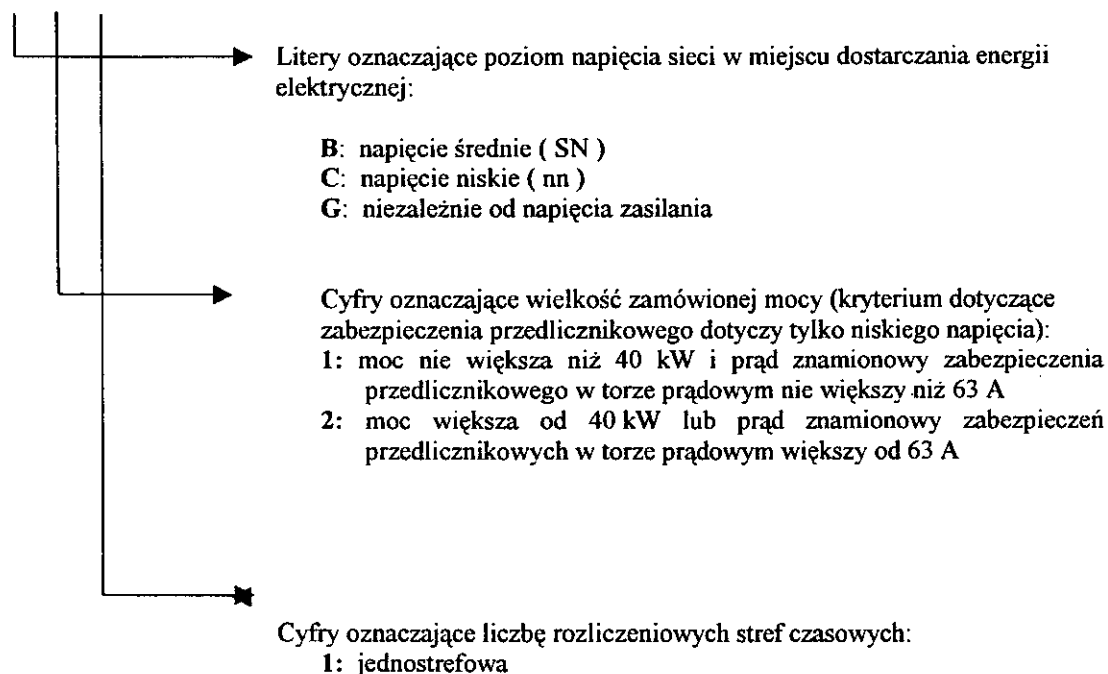 Litery oznaczające poziom napięcia sieci w miejscu dostarczania energii
elektrycznej:
B: napięcie średnie ( SN )
C: napięcie niskie ( nn )
G: niezależnie od napięcia zasilania
Cyfry oznaczające wielkość zamówionej mocy (kryterium dotyczące
zabezpieczenia przedlicznikowego dotyczy tylko niskiego napięcia):
1: moc nie większa niż 40 kW i prąd znamionowy zabezpieczenia
przedlicznikowego w torze prądowym nie większy niż 63 A
2: moc większa od 40 kW lub prąd znamionowy zabezpieczeń
przedlicznikowych w torze prądowym większy od 63 A
Cyfry oznaczające liczbę rozliczeniowych stref czasowych:
1: jednostrefowa